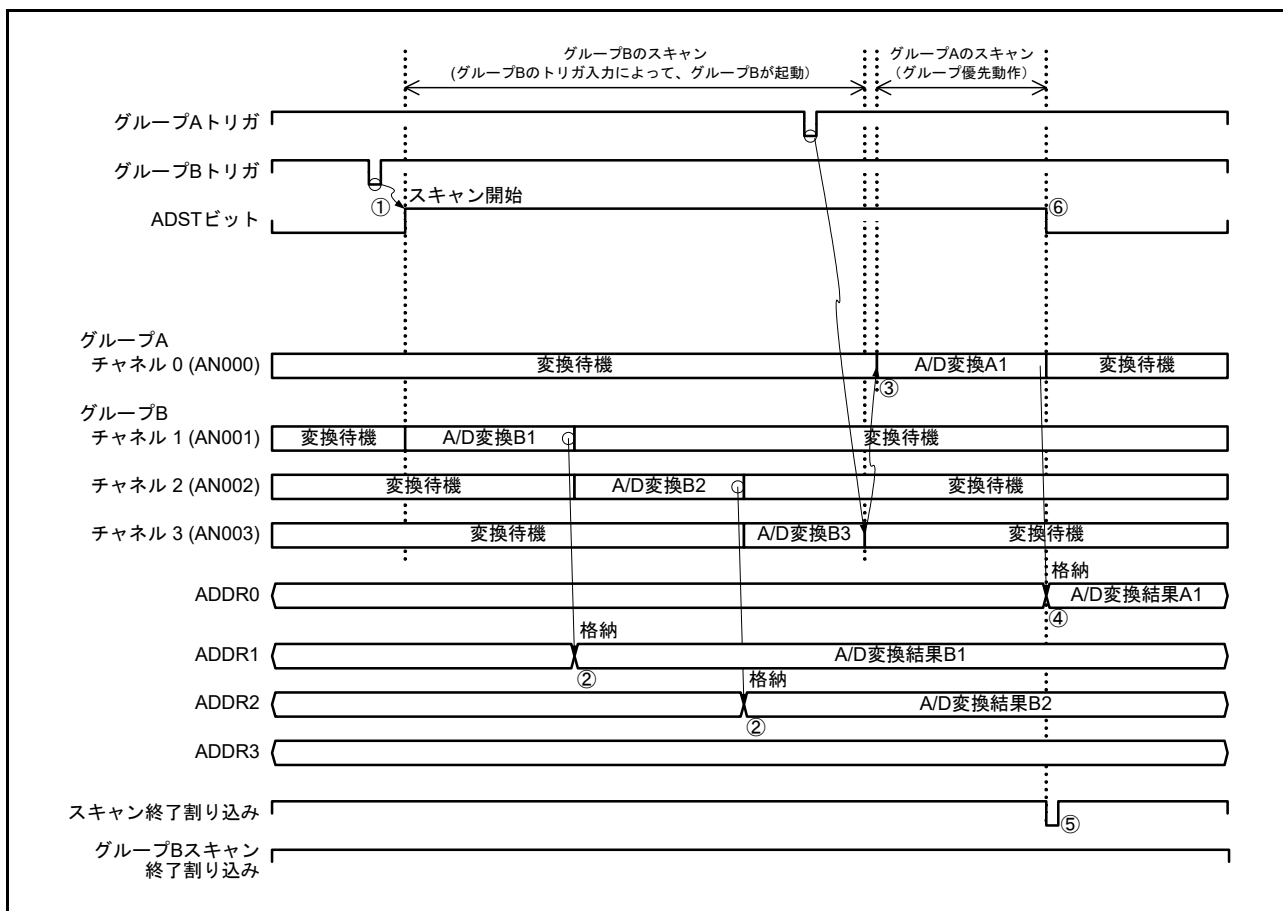 グループBのスキャン
(グループBのトリガ入力によって、グループBが起動)
グループAのスキャン
(グループ優先動作)
グループAトリガ
グループBトリガ
① スキャン開始
ADSTビット
⑥
グループA
チャネル 0 (AN000) 変換待機 A/D変換A1 変換待機
③
グループB
チャネル 1 (AN001) 変換待機 A/D変換B1 変換待機
チャネル 2 (AN002) 変換待機 A/D変換B2 変換待機
チャネル 3 (AN003) 変換待機 A/D変換B3 変換待機
格納
ADDR0 A/D変換結果A1
④
格納
ADDR1 A/D変換結果B1
②
格納
ADDR2 A/D変換結果B2
②
ADDR3
スキャン終了割り込み
⑤
グループBスキャン
終了割り込み